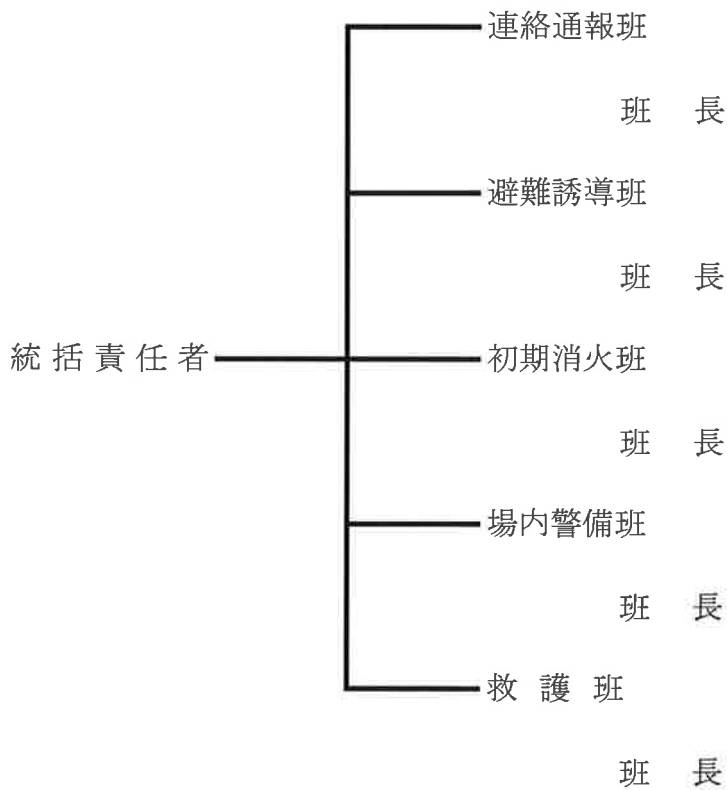 連絡通報班
班　長
避難誘導班
班　長
統括責任者
初期消火班
班　長
場内警備班
班　長
救護班
班　長